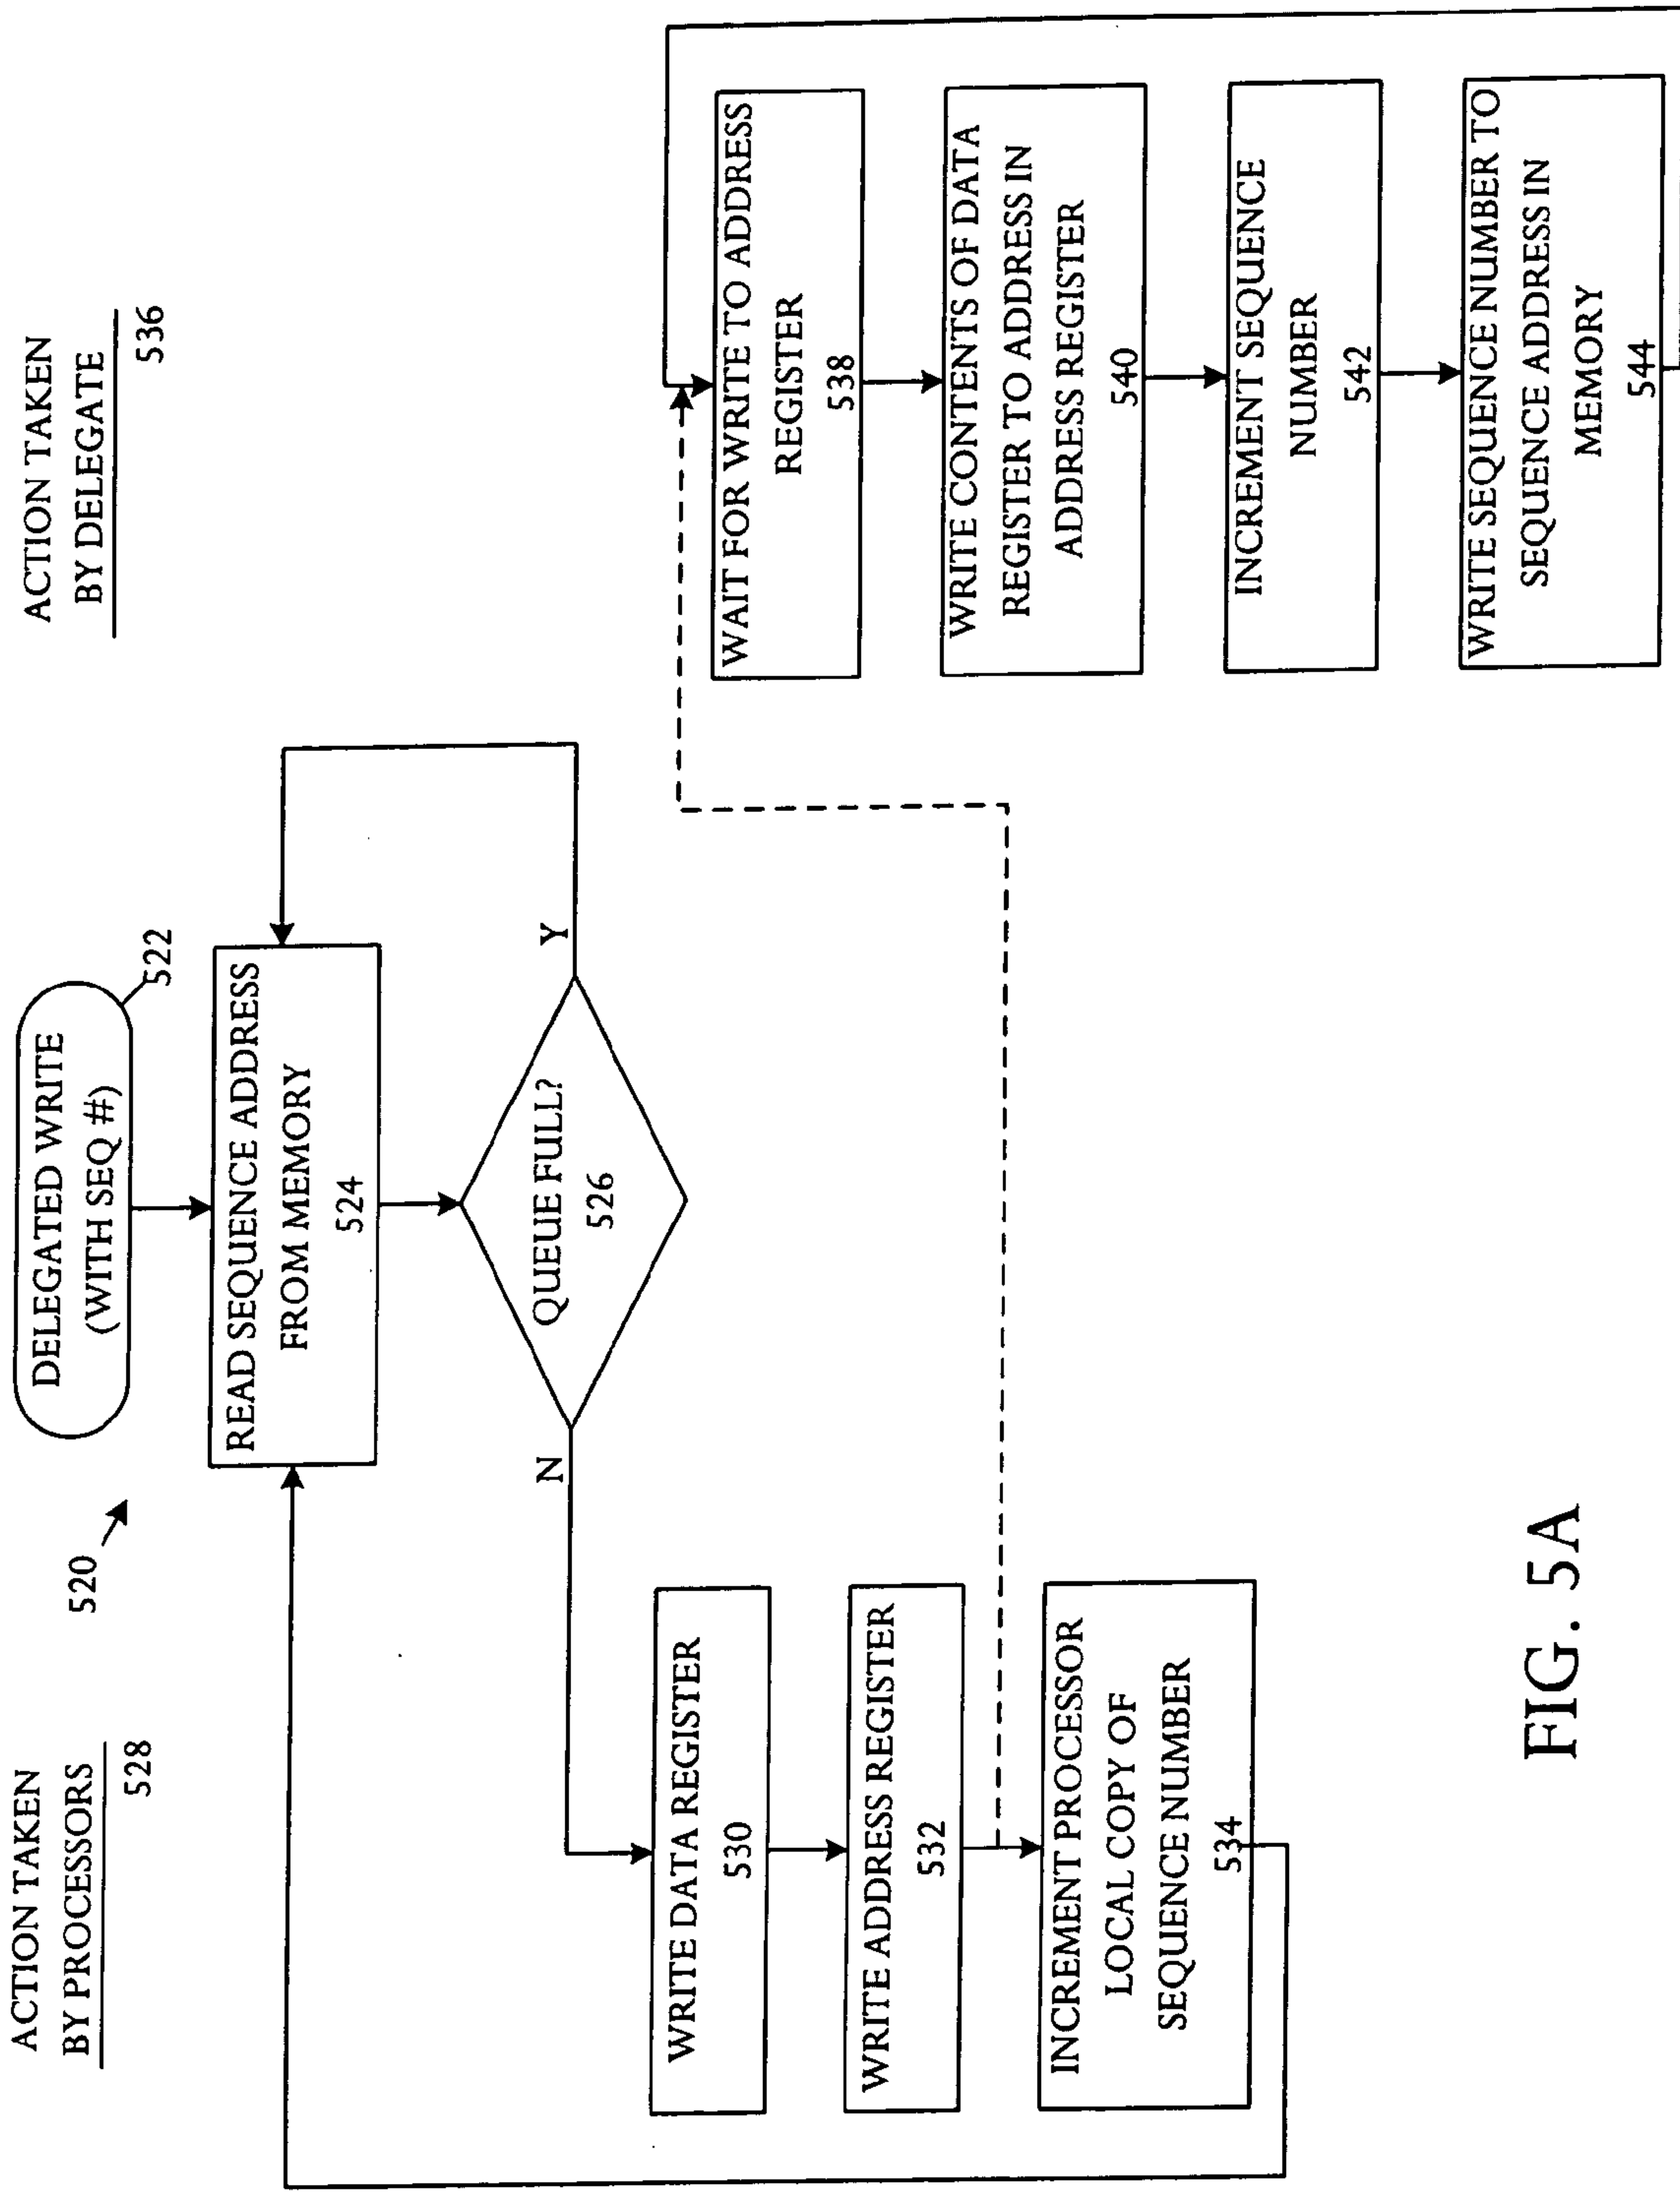 ACTION TAKEN
BY PROCESSORS
528
520
DELEGATED WRITE
(WITH SEQ #)
522
ACTION TAKEN
BY DELEGATE
536
READ SEQUENCE ADDRESS
FROM MEMORY
524
QUEUE FULL?
526
N
Y
WRITE DATA REGISTER
530
WRITE ADDRESS REGISTER
532
INCREMENT PROCESSOR
LOCAL COPY OF
SEQUENCE NUMBER
534
WAIT FOR WRITE TO ADDRESS
REGISTER
538
WRITE CONTENTS OF DATA
REGISTER TO ADDRESS IN
ADDRESS REGISTER
540
INCREMENT SEQUENCE
NUMBER
542
WRITE SEQUENCE NUMBER TO
SEQUENCE ADDRESS IN
MEMORY
544
FIG. 5A